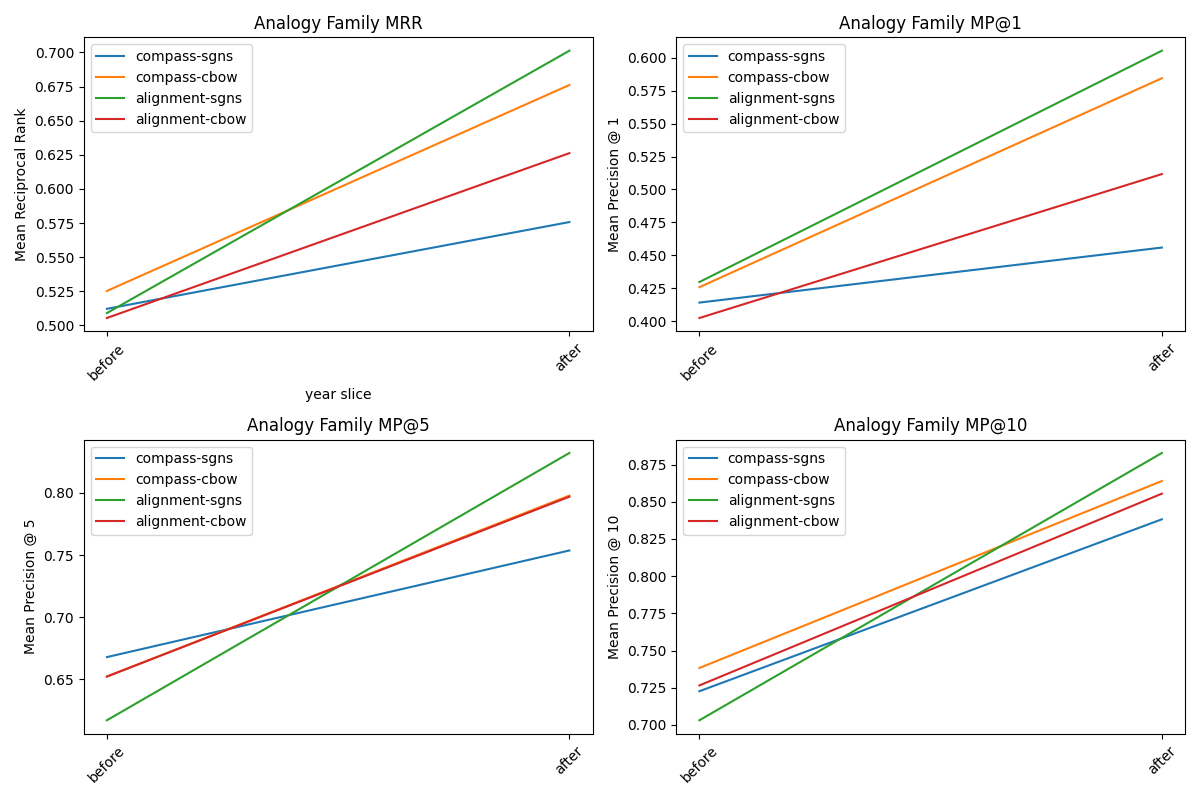 Analogy Family MRR
Mean Reciprocal Rank
0.700
0.675
0.650
0.625
0.600
0.575
0.550
0.525
0.500
compass-sgns
compass-cbow
alignment-sgns
alignment-cbow
before
after
year slice
Analogy Family MP@1
Mean Precision @ 1
0.600
0.575
0.550
0.525
0.500
0.475
0.450
0.425
0.400
compass-sgns
compass-cbow
alignment-sgns
alignment-cbow
before
after
Analogy Family MP@5
Mean Precision @ 5
0.80
0.75
0.70
0.65
compass-sgns
compass-cbow
alignment-sgns
alignment-cbow
before
after
Analogy Family MP@10
Mean Precision @ 10
0.875
0.850
0.825
0.800
0.775
0.750
0.725
0.700
compass-sgns
compass-cbow
alignment-sgns
alignment-cbow
before
after